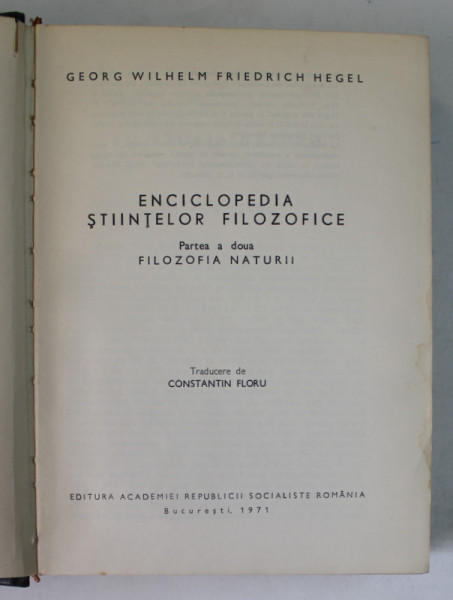 GEORG WILHELM FRIEDRICH HEGEL
ENCICLOPEDIA
ŞTIINŢELOR FILOZOFICE
Partea a doua
FILOZOFIA NATURII
Traducere de
CONSTANTIN FLORU
EDITURA ACADEMIEI REPUBLICII SOCIALISTE ROMÂNIA
Bucureşti, 1971